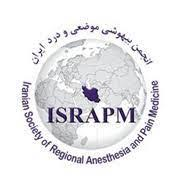 انجمن بیهوشی موضعی و درد ایران
ISRAPM
Iranian Society of Regional Anesthesia and Pain Medicine